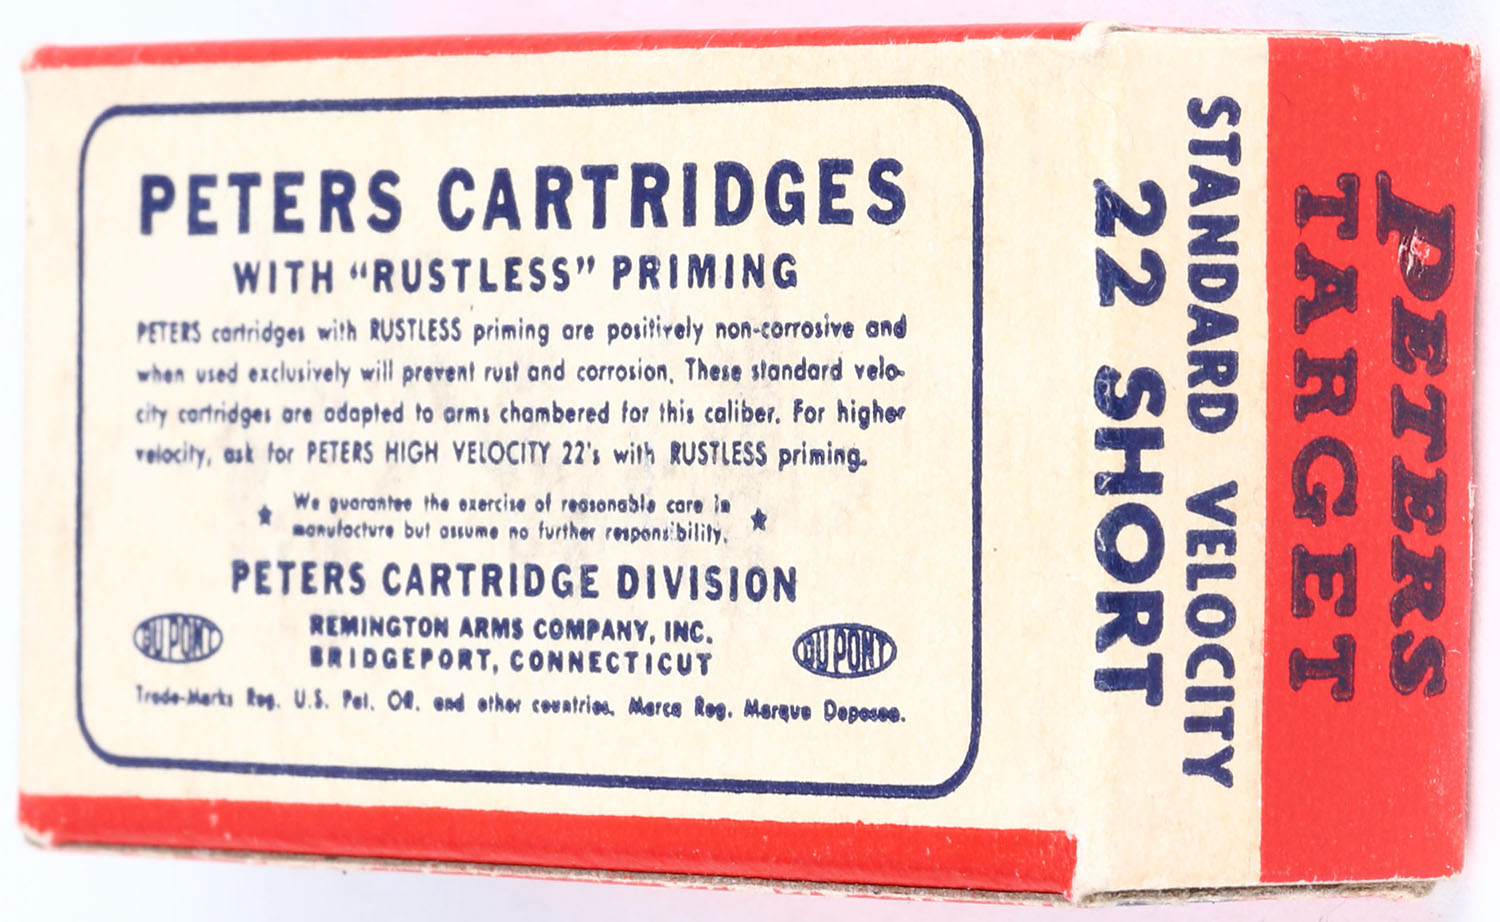 PETERS CARTRIDGES
WITH “RUSTLESS” PRIMING
PETERS cartridges with RUSTLESS priming are positively non-corrosive and
when used exclusively will prevent rust and corrosion. These standard velo-
city cartridges are adapted to arms chambered for this caliber. For higher
velocity, ask for PETERS HIGH VELOCITY 22's with RUSTLESS priming.
★ We guarantee the exercise of reasonable care in
manufacture but assume no further responsibility. ★
PETERS CARTRIDGE DIVISION
REMINGTON ARMS COMPANY, INC.
BRIDGEPORT, CONNECTICUT
DU PONT
DU PONT
Trade-Marks Reg. U.S. Pat. Off. and other countries. Marca Reg. Marque Deposee.
PETERS
TARGET
STANDARD VELOCITY
22 SHORT